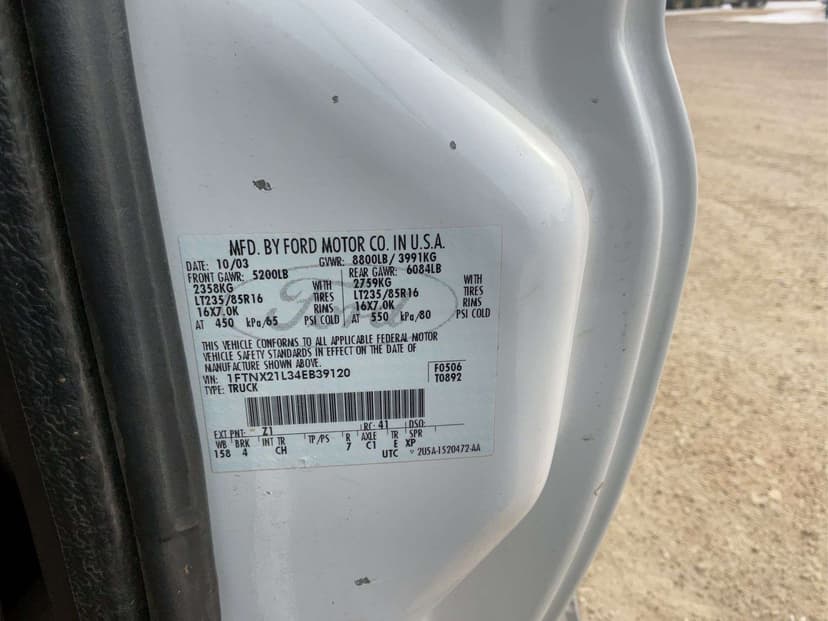 MFD. BY FORD MOTOR CO. IN U.S.A.
DATE: 10/03 GVWR: 8800LB/ 3991KG
FRONT GAWR: 5200LB REAR GAWR: 6084LB
2358KG WITH 2759KG WITH
LT235/85R16 TIRES LT235/85R16 TIRES
16X7.0K RIMS 16X7.0K RIMS
AT 450 kPa/65 PSI COLD AT 550 kPa/80 PSI COLD
Ford
THIS VEHICLE CONFORMS TO ALL APPLICABLE FEDERAL MOTOR
VEHICLE SAFETY STANDARDS IN EFFECT ON THE DATE OF
MANUFACTURE SHOWN ABOVE.
VIN: 1FTNX21L34EB39120 F0506
TYPE: TRUCK T0892
EXT PNT: Z1 RC: 41 DSO:
WB BRK INT TR TP/PS R AXLE TR SPR
158 4 CH 7 C1 E XP
UTC 2U5A-1520472-AA